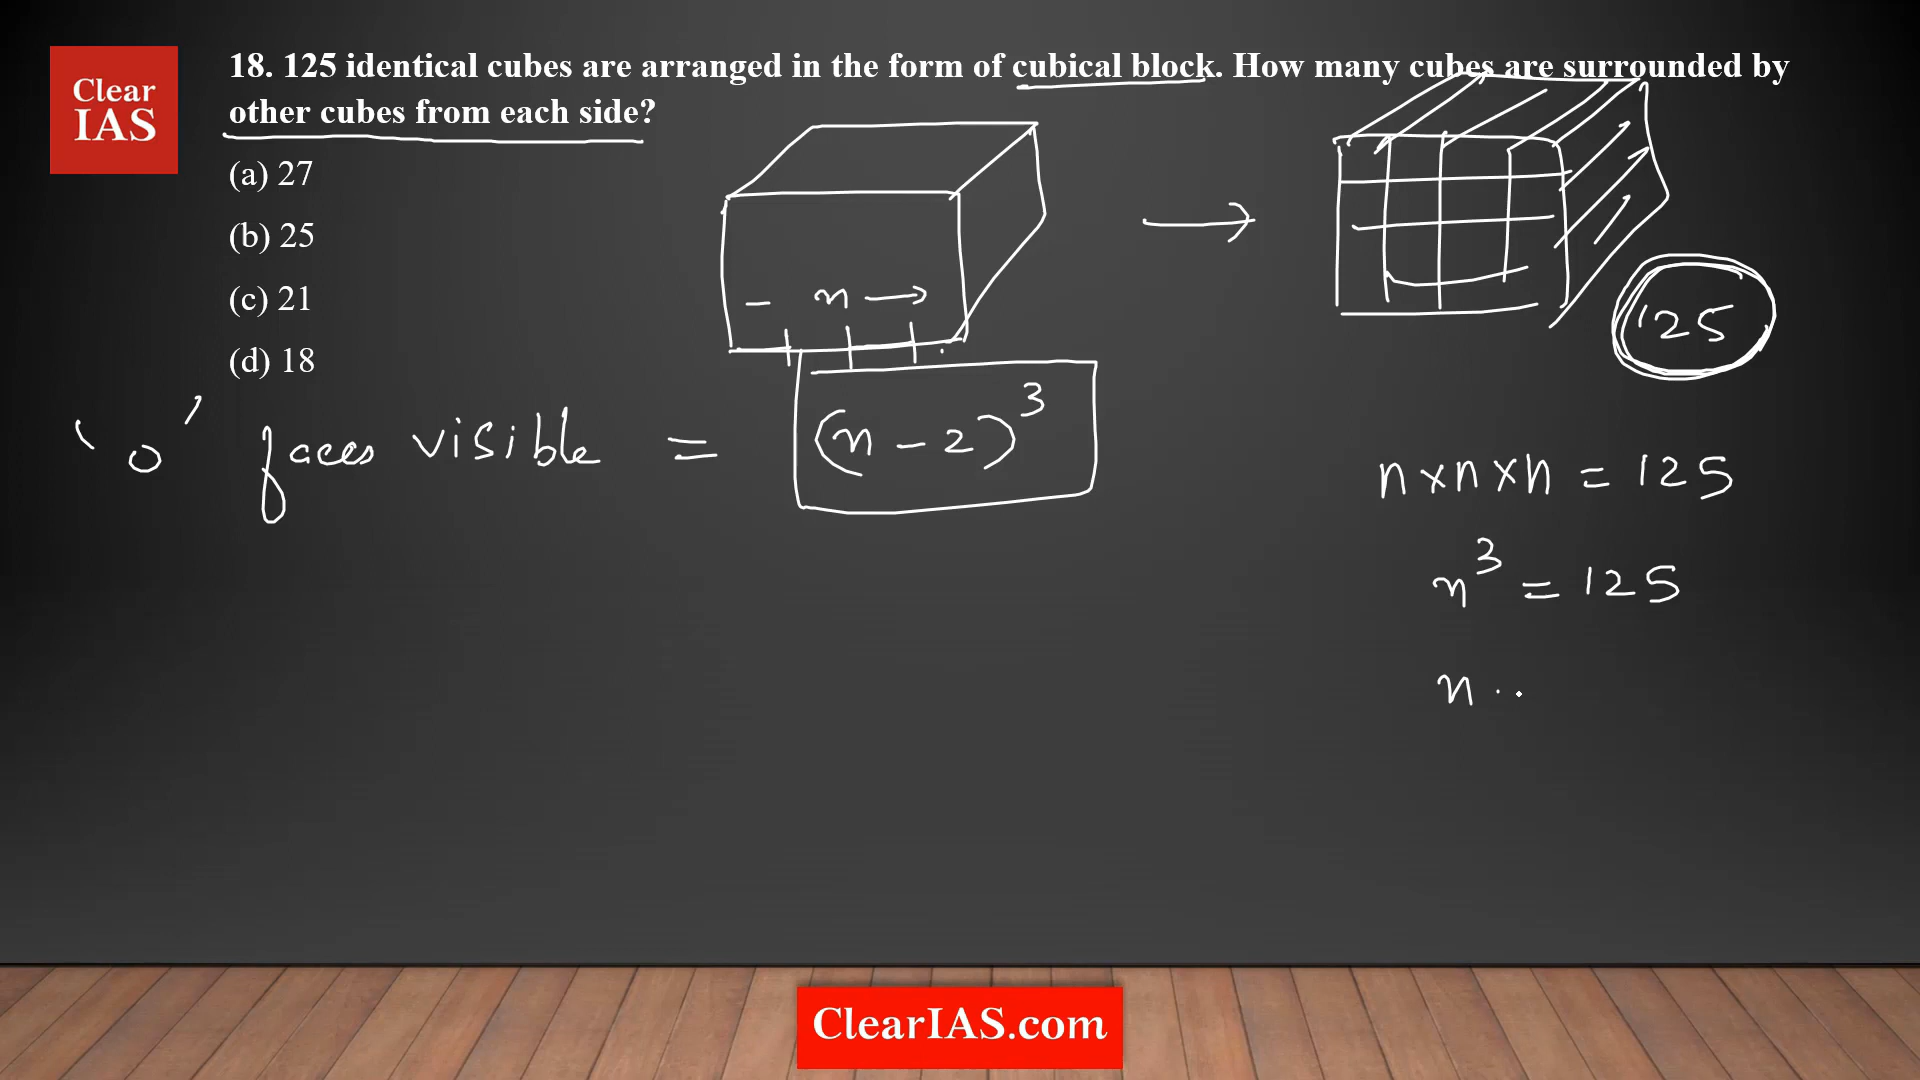 Clear
IAS
18. 125 identical cubes are arranged in the form of cubical block. How many cubes are surrounded by
other cubes from each side?
(a) 27
(b) 25
(c) 21
(d) 18
n
125
'0' faces visible = (n - 2)³
n x n x n = 125
n³ = 125
n ..
ClearIAS.com